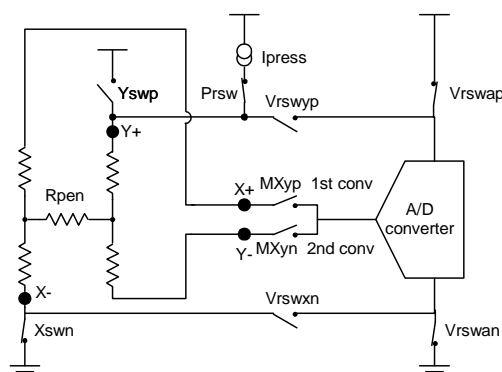 Ipress
Yswp
Prsw
Vrswyp
Vrswap
Y+
Rpen
X+
MXyp 1st conv
A/D
converter
Y-
MXyn 2nd conv
X-
Vrswxn
Xswn
Vrswan